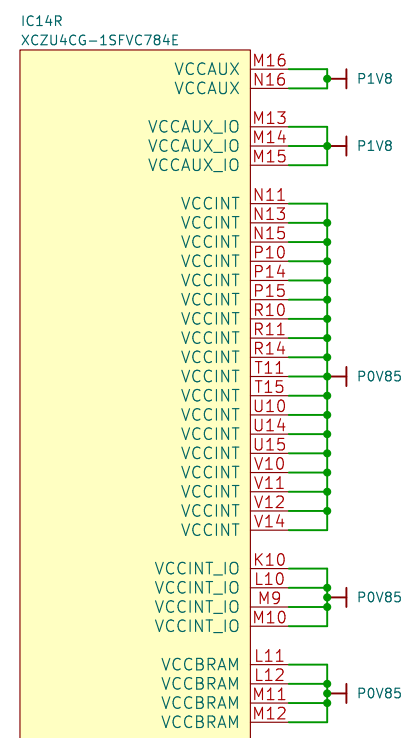 IC14R
XCZU4CG-1SFVC784E
VCCAUX M16
VCCAUX N16
P1V8
VCCAUX_IO M13
VCCAUX_IO M14 P1V8
VCCAUX_IO M15
VCCINT N11
VCCINT N13
VCCINT N15
VCCINT P10
VCCINT P14
VCCINT P15
VCCINT R10
VCCINT R11
VCCINT R14
VCCINT T11 P0V85
VCCINT T15
VCCINT U10
VCCINT U14
VCCINT U15
VCCINT V10
VCCINT V11
VCCINT V12
VCCINT V14
VCCINT_IO K10
VCCINT_IO L10
P0V85
VCCINT_IO M9
VCCINT_IO M10
VCCBRAM L11
VCCBRAM L12
P0V85
VCCBRAM M11
VCCBRAM M12